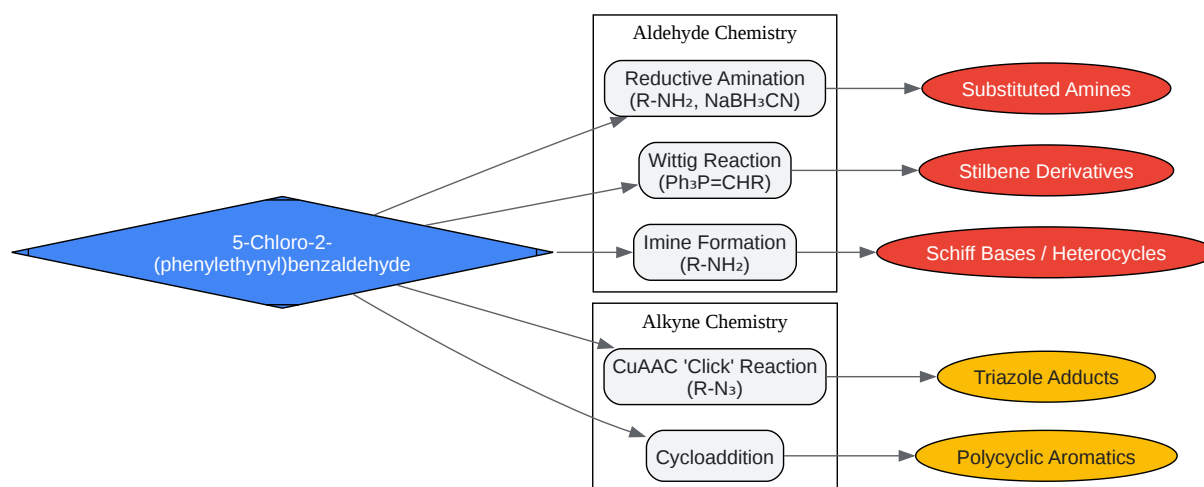 Aldehyde Chemistry
Reductive Amination
(R-NH₂, NaBH₃CN)
Substituted Amines
Wittig Reaction
(Ph₃P=CHR)
Stilbene Derivatives
5-Chloro-2-
(phenylethynyl)benzaldehyde
Imine Formation
(R-NH₂)
Schiff Bases / Heterocycles
Alkyne Chemistry
CuAAC 'Click' Reaction
(R-N₃)
Triazole Adducts
Cycloaddition
Polycyclic Aromatics